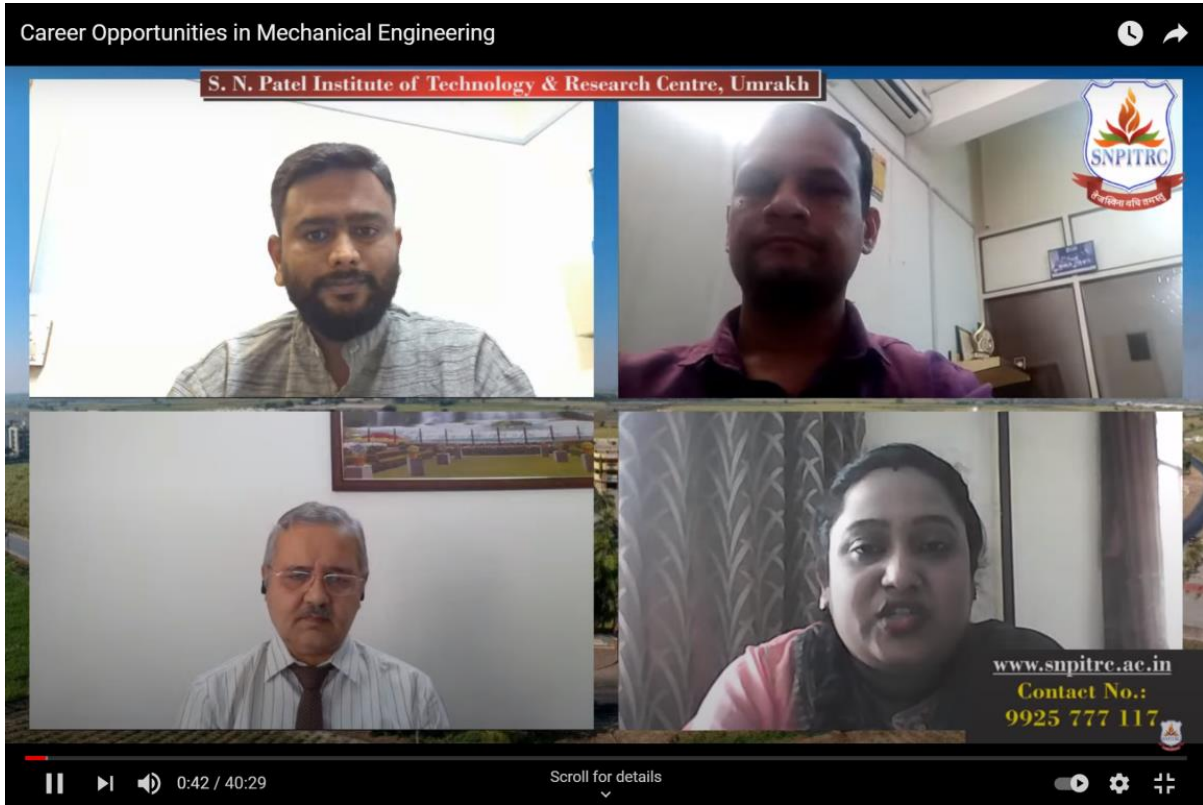 Career Opportunities in Mechanical Engineering
S. N. Patel Institute of Technology & Research Centre, Umrakh
SNPITRC
www.snpitrc.ac.in
Contact No.:
9925 777 117
0:42 / 40:29
Scroll for details